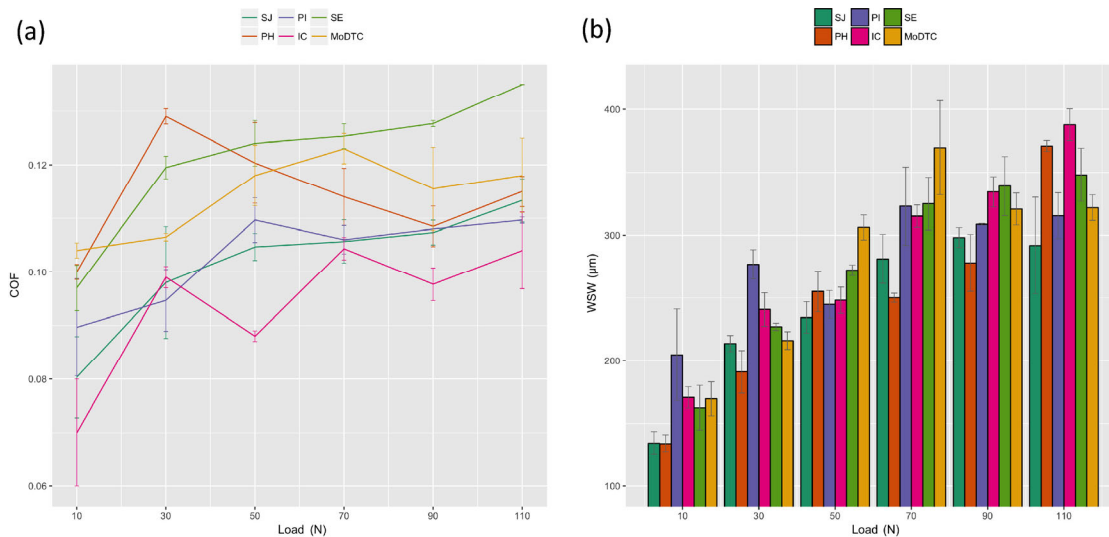 (a)
SJ PI SE
PH IC MoDTC
COF
0.12
0.10
0.08
0.06
10 30 50 70 90 110
Load (N)
(b)
SJ PI SE
PH IC MoDTC
WSW (µm)
400
300
200
100
10 30 50 70 90 110
Load (N)